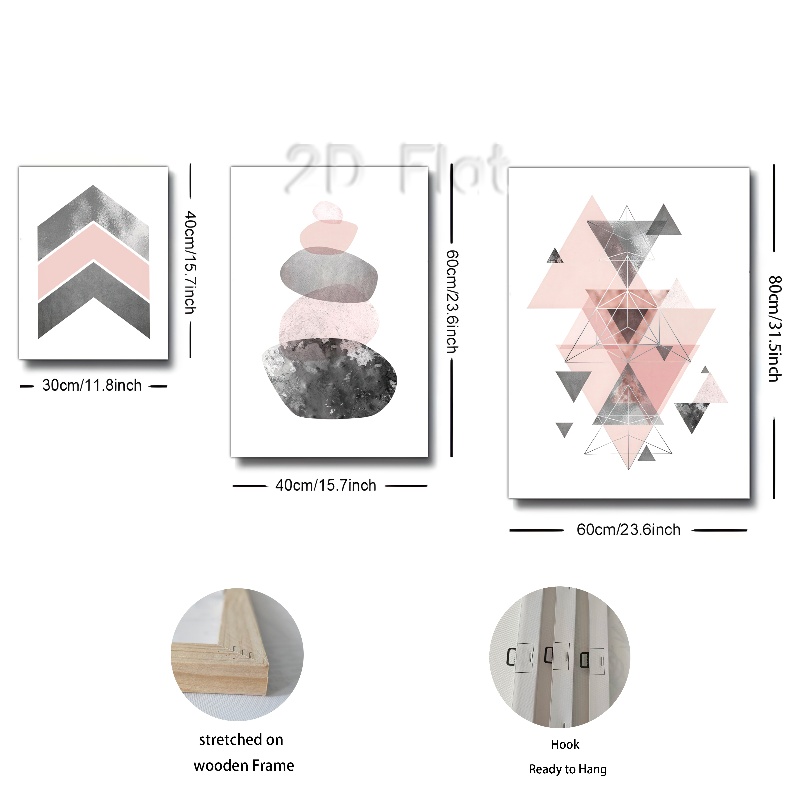 2D Flat
40cm/15.7inch
60cm/23.6inch
80cm/31.5inch
30cm/11.8inch
40cm/15.7inch
60cm/23.6inch
stretched on
wooden Frame
Hook
Ready to Hang